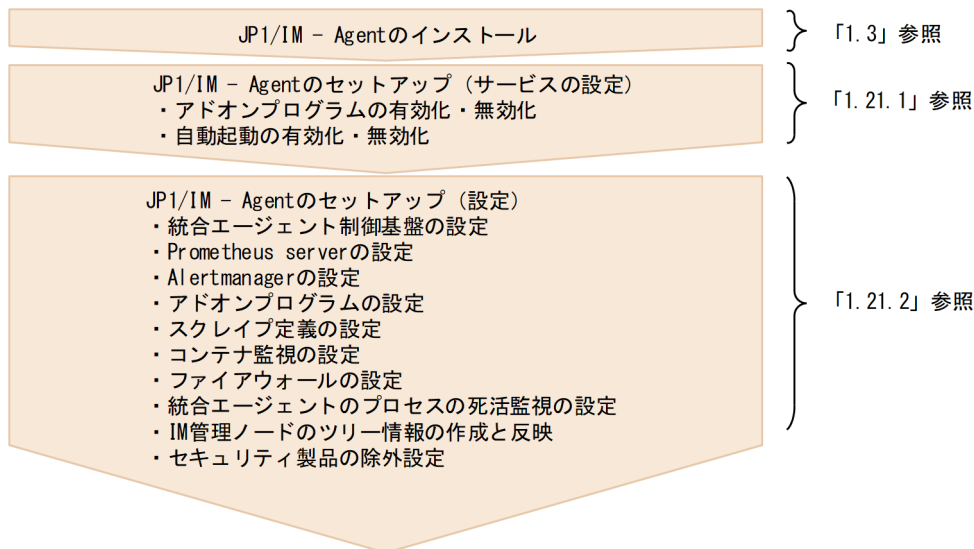 JP1/IM － Agentのインストール
「1.3」参照
JP1/IM － Agentのセットアップ（サービスの設定）
・アドオンプログラムの有効化・無効化
・自動起動の有効化・無効化
「1.21.1」参照
JP1/IM － Agentのセットアップ（設定）
・統合エージェント制御基盤の設定
・Prometheus serverの設定
・Alertmanagerの設定
・アドオンプログラムの設定
・スクレイプ定義の設定
・コンテナ監視の設定
・ファイアウォールの設定
・統合エージェントのプロセスの死活監視の設定
・IM管理ノードのツリー情報の作成と反映
・セキュリティ製品の除外設定
「1.21.2」参照